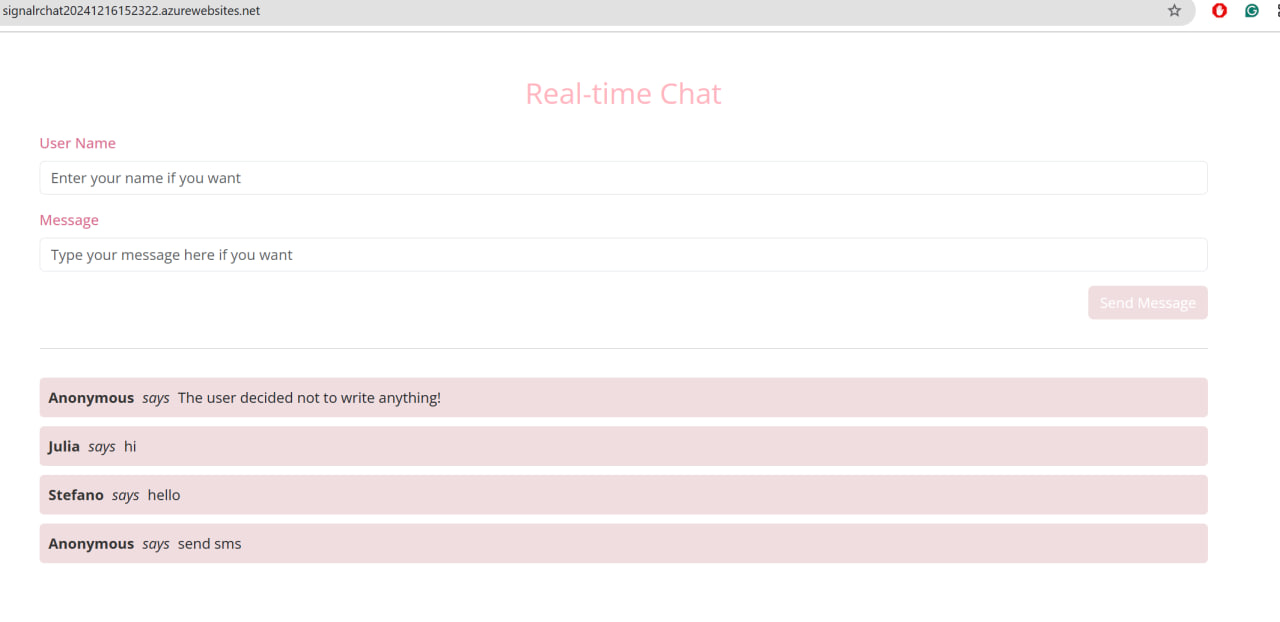 signalrchat20241216152322.azurewebsites.net
Real-time Chat
User Name
Enter your name if you want
Message
Type your message here if you want
Send Message
Anonymous says The user decided not to write anything!
Julia says hi
Stefano says hello
Anonymous says send sms